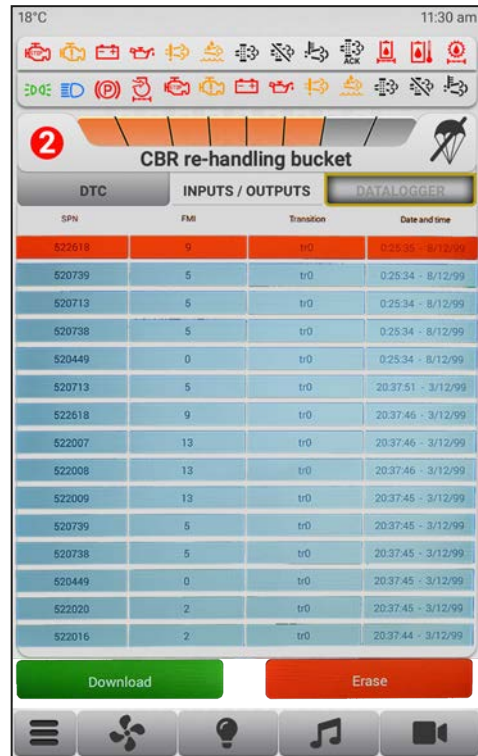 18°C 11:30 am
STOP
ACK
STOP
2
CBR re-handling bucket
DTC INPUTS / OUTPUTS DATALOGGER
SPN FMI Transition Date and time
522618 9 tr0 0:25:35 - 8/12/99
520739 5 tr0 0:25:34 - 8/12/99
520713 5 tr0 0:25:34 - 8/12/99
520738 5 tr0 0:25:34 - 8/12/99
520449 0 tr0 0:25:34 - 8/12/99
520713 5 tr0 20:37:51 - 3/12/99
522618 9 tr0 20:37:46 - 3/12/99
522007 13 tr0 20:37:46 - 3/12/99
522008 13 tr0 20:37:46 - 3/12/99
522009 13 tr0 20:37:45 - 3/12/99
520739 5 tr0 20:37:45 - 3/12/99
520738 5 tr0 20:37:45 - 3/12/99
520449 0 tr0 20:37:45 - 3/12/99
522020 2 tr0 20:37:45 - 3/12/99
522016 2 tr0 20:37:44 - 3/12/99
Download Erase